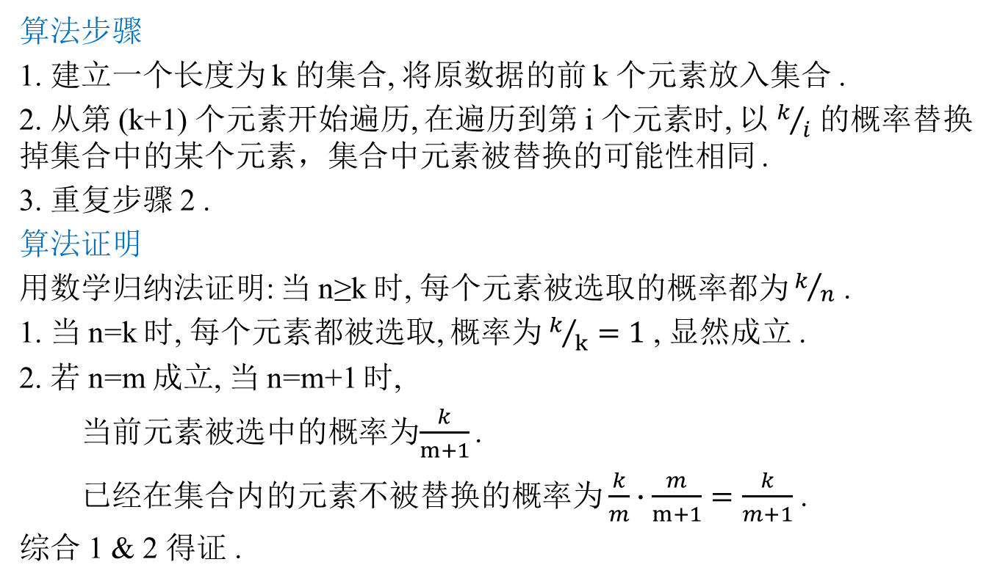 算法步骤
1. 建立一个长度为 k 的集合, 将原数据的前 k 个元素放入集合 .
2. 从第 (k+1) 个元素开始遍历, 在遍历到第 i 个元素时, 以 k/i 的概率替换
掉集合中的某个元素，集合中元素被替换的可能性相同 .
3. 重复步骤 2 .
算法证明
用数学归纳法证明: 当 n≥k 时, 每个元素被选取的概率都为 k/n .
1. 当 n=k 时, 每个元素都被选取, 概率为 k/k = 1 , 显然成立 .
2. 若 n=m 成立, 当 n=m+1 时,
当前元素被选中的概率为 k/(m+1) .
已经在集合内的元素不被替换的概率为 k/m · m/(m+1) = k/(m+1) .
综合 1 & 2 得证 .